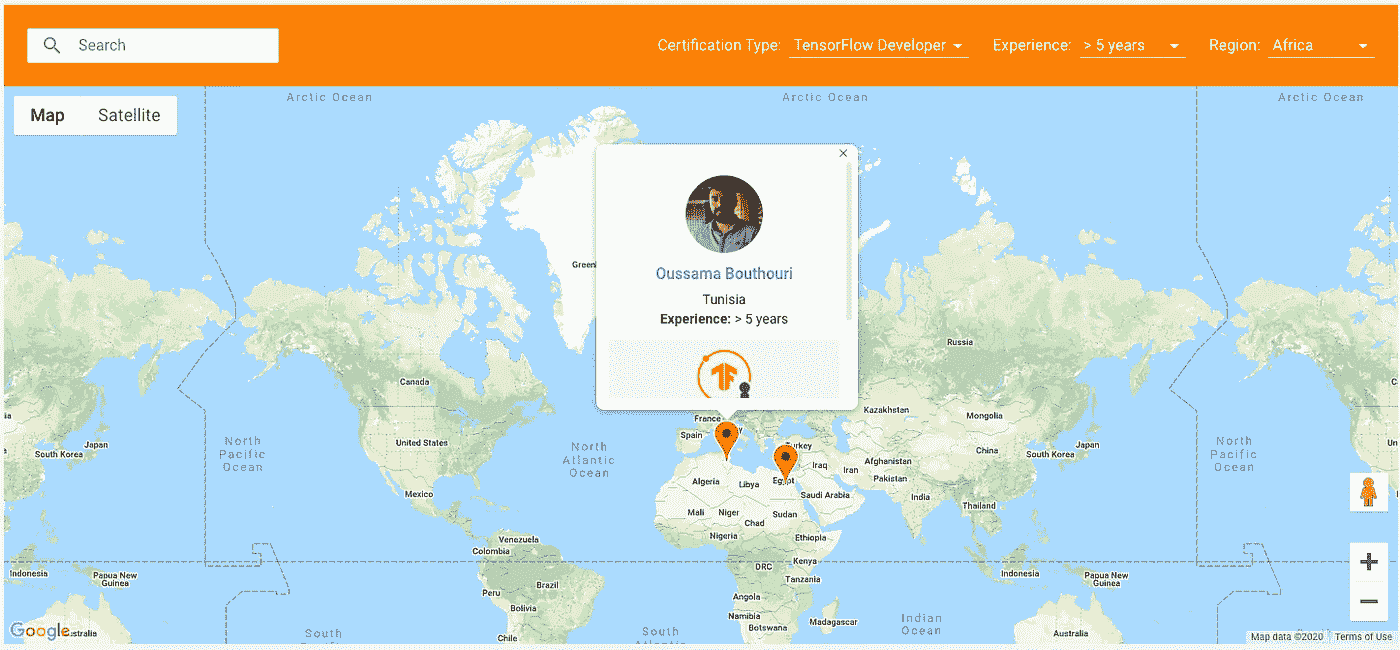 Search
Certification Type: TensorFlow Developer
Experience: > 5 years
Region: Africa
Map Satellite
Arctic Ocean
Arctic Ocean
Arctic Ocean
Oussama Bouthouri
Tunisia
Experience: > 5 years
TF
Green
Russia
Canada
Kazakhstan
Mongolia
France
Spain
Turkey
Japan
South Korea
North
Pacific
Ocean
United States
North
Atlantic
Ocean
Iraq
Iran
Afghanistan
Pakistan
China
Japan
South Korea
North
Pacific
Ocean
Mexico
Algeria
Libya
Egypt
Saudi Arabia
India
Thailand
Mali
Niger
Chad
Sudan
Nigeria
Ethiopia
Venezuela
Colombia
DRC
Kenya
Tanzania
Indonesia
Papua New
Guinea
Indonesia
Papua New
Guinea
Peru
Brazil
Bolivia
Angola
Namibia
Botswana
Madagascar
Indian
Ocean
Chile
South
South
Australia
Google
stralia
Map data ©2020
Terms of Use